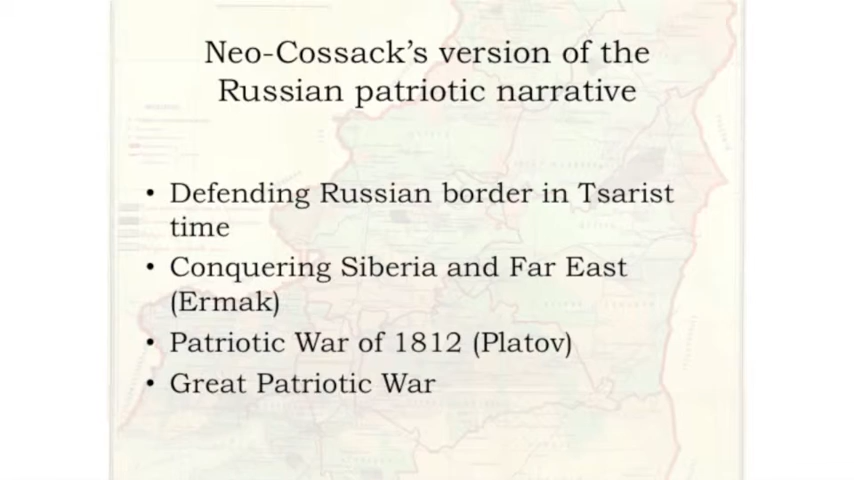 Neo-Cossack’s version of the
Russian patriotic narrative
• Defending Russian border in Tsarist
time
• Conquering Siberia and Far East
(Ermak)
• Patriotic War of 1812 (Platov)
• Great Patriotic War